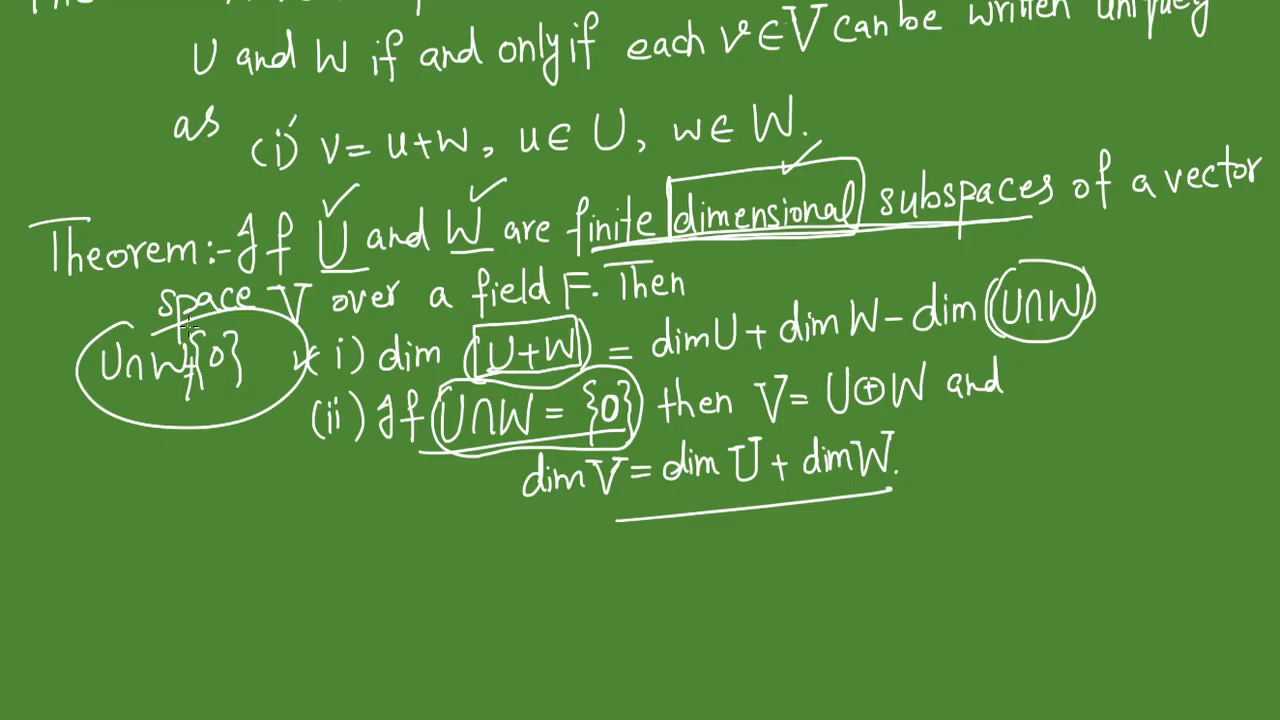 U and W if and only if each v ∈ V can be written
as (i) v = u+w, u ∈ U, w ∈ W.
Theorem:- If U and W are finite dimensional subspaces of a vector
space V over a field F. Then
U∩W≠{0} (i) dim (U+W) = dim U + dim W − dim (U∩W)
(ii) If U∩W = {0} then V = U⊕W and
dim V = dim U + dim W.